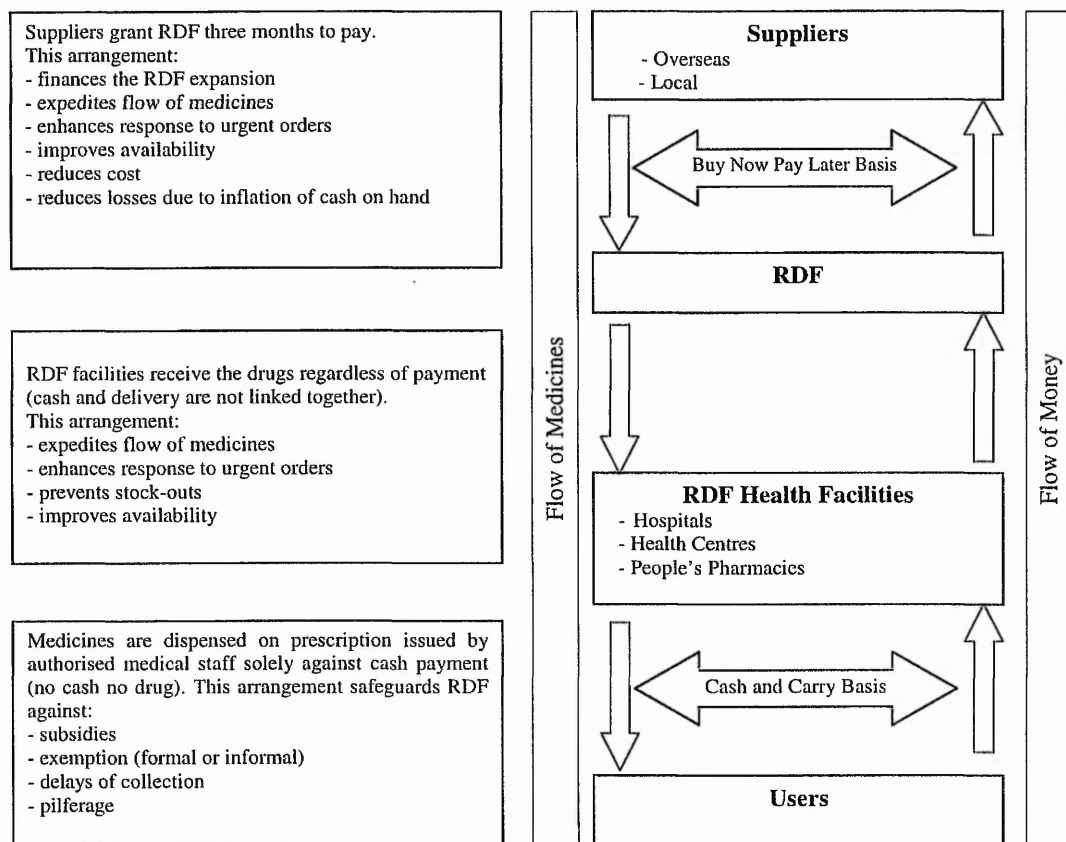 Suppliers grant RDF three months to pay.
This arrangement:
- finances the RDF expansion
- expedites flow of medicines
- enhances response to urgent orders
- improves availability
- reduces cost
- reduces losses due to inflation of cash on hand
RDF facilities receive the drugs regardless of payment
(cash and delivery are not linked together).
This arrangement:
- expedites flow of medicines
- enhances response to urgent orders
- prevents stock-outs
- improves availability
Medicines are dispensed on prescription issued by
authorised medical staff solely against cash payment
(no cash no drug). This arrangement safeguards RDF
against:
- subsidies
- exemption (formal or informal)
- delays of collection
- pilferage
Flow of Medicines
Suppliers
- Overseas
- Local
Buy Now Pay Later Basis
RDF
RDF Health Facilities
- Hospitals
- Health Centres
- People's Pharmacies
Cash and Carry Basis
Users
Flow of Money